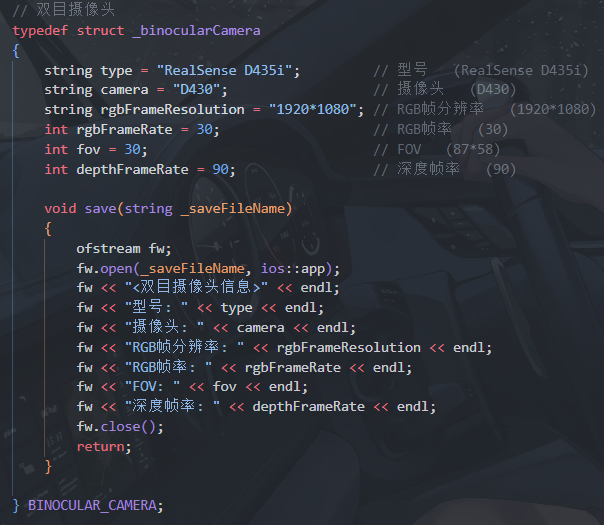 // 双目摄像头
typedef struct _binocularCamera
{
    string type = "RealSense D435i";         // 型号   (RealSense D435i)
    string camera = "D430";                  // 摄像头   (D430)
    string rgbFrameResolution = "1920*1080"; // RGB帧分辨率   (1920*1080)
    int rgbFrameRate = 30;                   // RGB帧率   (30)
    int fov = 30;                            // FOV   (87*58)
    int depthFrameRate = 90;                 // 深度帧率   (90)

    void save(string _saveFileName)
    {
        ofstream fw;
        fw.open(_saveFileName, ios::app);
        fw << "<双目摄像头信息>" << endl;
        fw << "型号: " << type << endl;
        fw << "摄像头: " << camera << endl;
        fw << "RGB帧分辨率: " << rgbFrameResolution << endl;
        fw << "RGB帧率: " << rgbFrameRate << endl;
        fw << "FOV: " << fov << endl;
        fw << "深度帧率: " << depthFrameRate << endl;
        fw.close();
        return;
    }

} BINOCULAR_CAMERA;